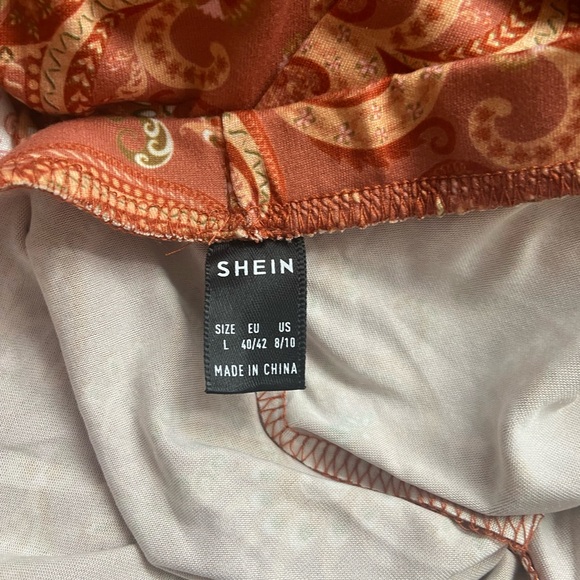 SHEIN
SIZE EU US
L 40/42 8/10
MADE IN CHINA